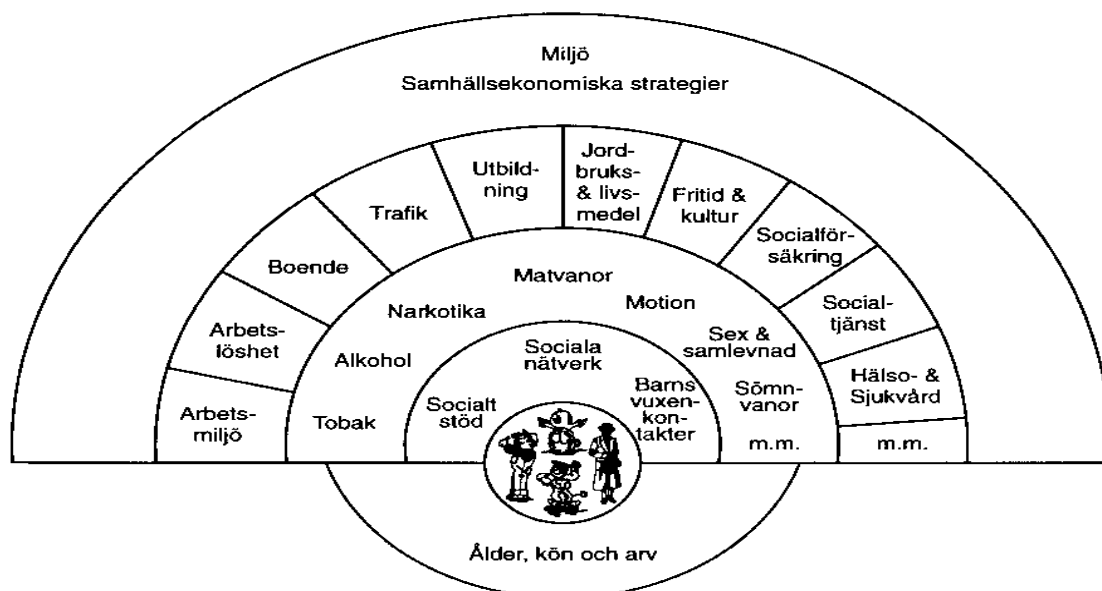 Miljö
Samhällsekonomiska strategier
Arbets-
miljö
Arbets-
löshet
Boende
Trafik
Utbild-
ning
Jord-
bruks-
& livs-
medel
Fritid &
kultur
Socialför-
säkring
Social-
tjänst
Hälso- &
Sjukvård
m.m.
Tobak
Alkohol
Narkotika
Matvanor
Motion
Sex &
samlevnad
Sömn-
vanor
m.m.
Socialt
stöd
Sociala
nätverk
Barns
vuxen-
kon-
takter
Ålder, kön och arv